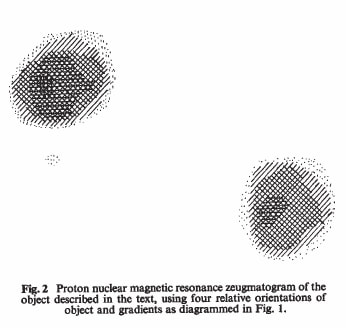 Fig. 2 Proton nuclear magnetic resonance zeugmatogram of the
object described in the text, using four relative orientations of
object and gradients as diagrammed in Fig. 1.